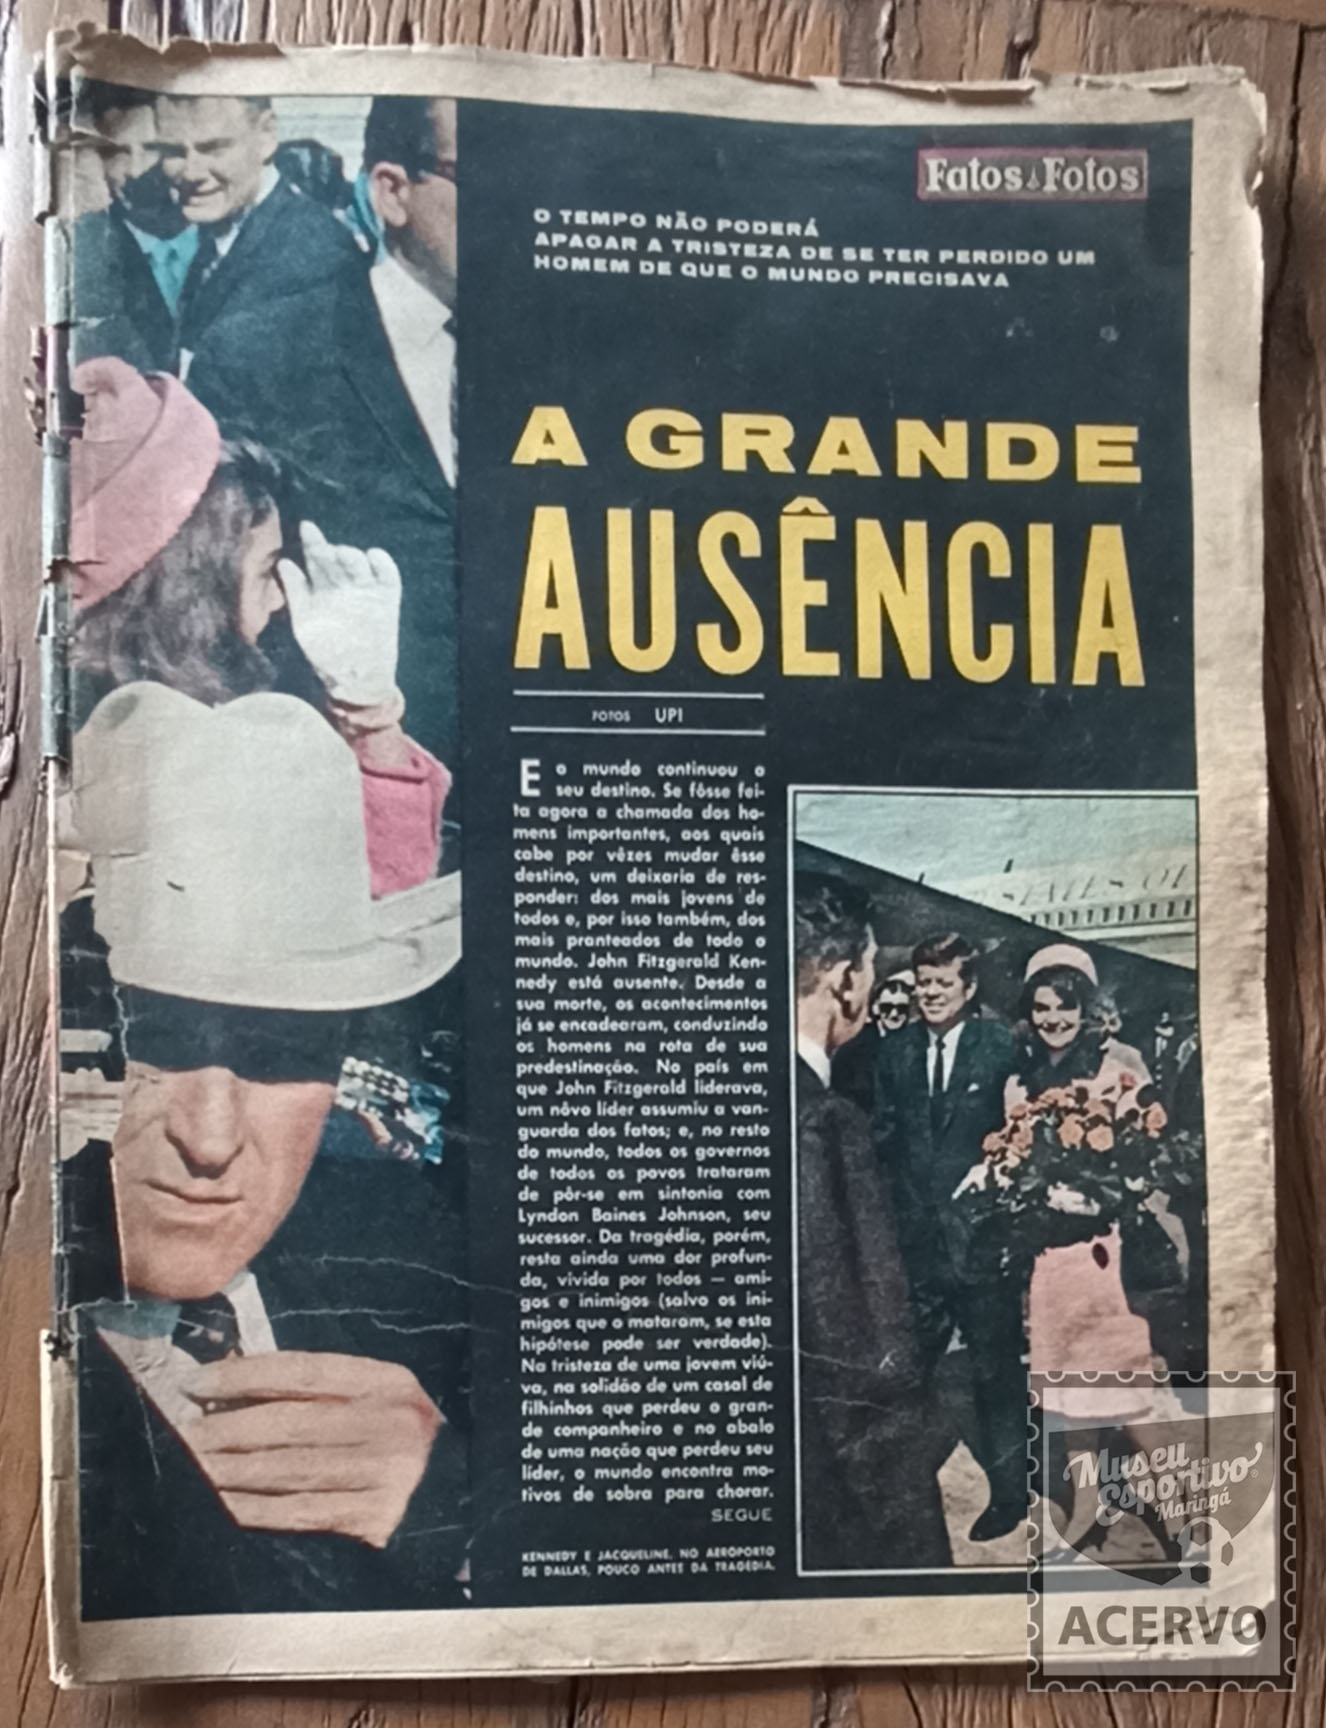 Fatos & Fotos
O TEMPO NÃO PODERÁ
APAGAR A TRISTEZA DE SE TER PERDIDO UM
HOMEM DE QUE O MUNDO PRECISAVA
A GRANDE
AUSÊNCIA
FOTOS UPI
E o mundo continuou o
seu destino. Se fôsse fei-
ta agora a chamada dos ho-
mens importantes, aos quais
cabe por vêzes mudar êsse
destino, um deixaria de res-
ponder: dos mais jovens de
todos e, por isso também, dos
mais pranteados de todo o
mundo. John Fitzgerald Ken-
nedy está ausente. Desde a
sua morte, os acontecimentos
já se encadearam, conduzindo
os homens na rota de sua
predestinação. No país em
que John Fitzgerald liderava,
um nôvo líder assumiu a van-
guarda dos fatos; e, no resto
do mundo, todos os governos
de todos os povos trataram
de pôr-se em sintonia com
Lyndon Baines Johnson, seu
sucessor. Da tragédia, porém,
resta ainda uma dor profun-
da, vivida por todos — ami-
gos e inimigos (salvo os ini-
migos que o mataram, se esta
hipótese pode ser verdade).
Na tristeza de uma jovem viú-
va, na solidão de um casal de
filhinhos que perdeu o gran-
de companheiro e no abalo
de uma nação que perdeu seu
líder, o mundo encontra mo-
tivos de sobra para chorar.
SEGUE
KENNEDY E JACQUELINE, NO AEROPORTO
DE DALLAS, POUCO ANTES DA TRAGÉDIA.
Museu
Esportivo
Maringá
ACERVO